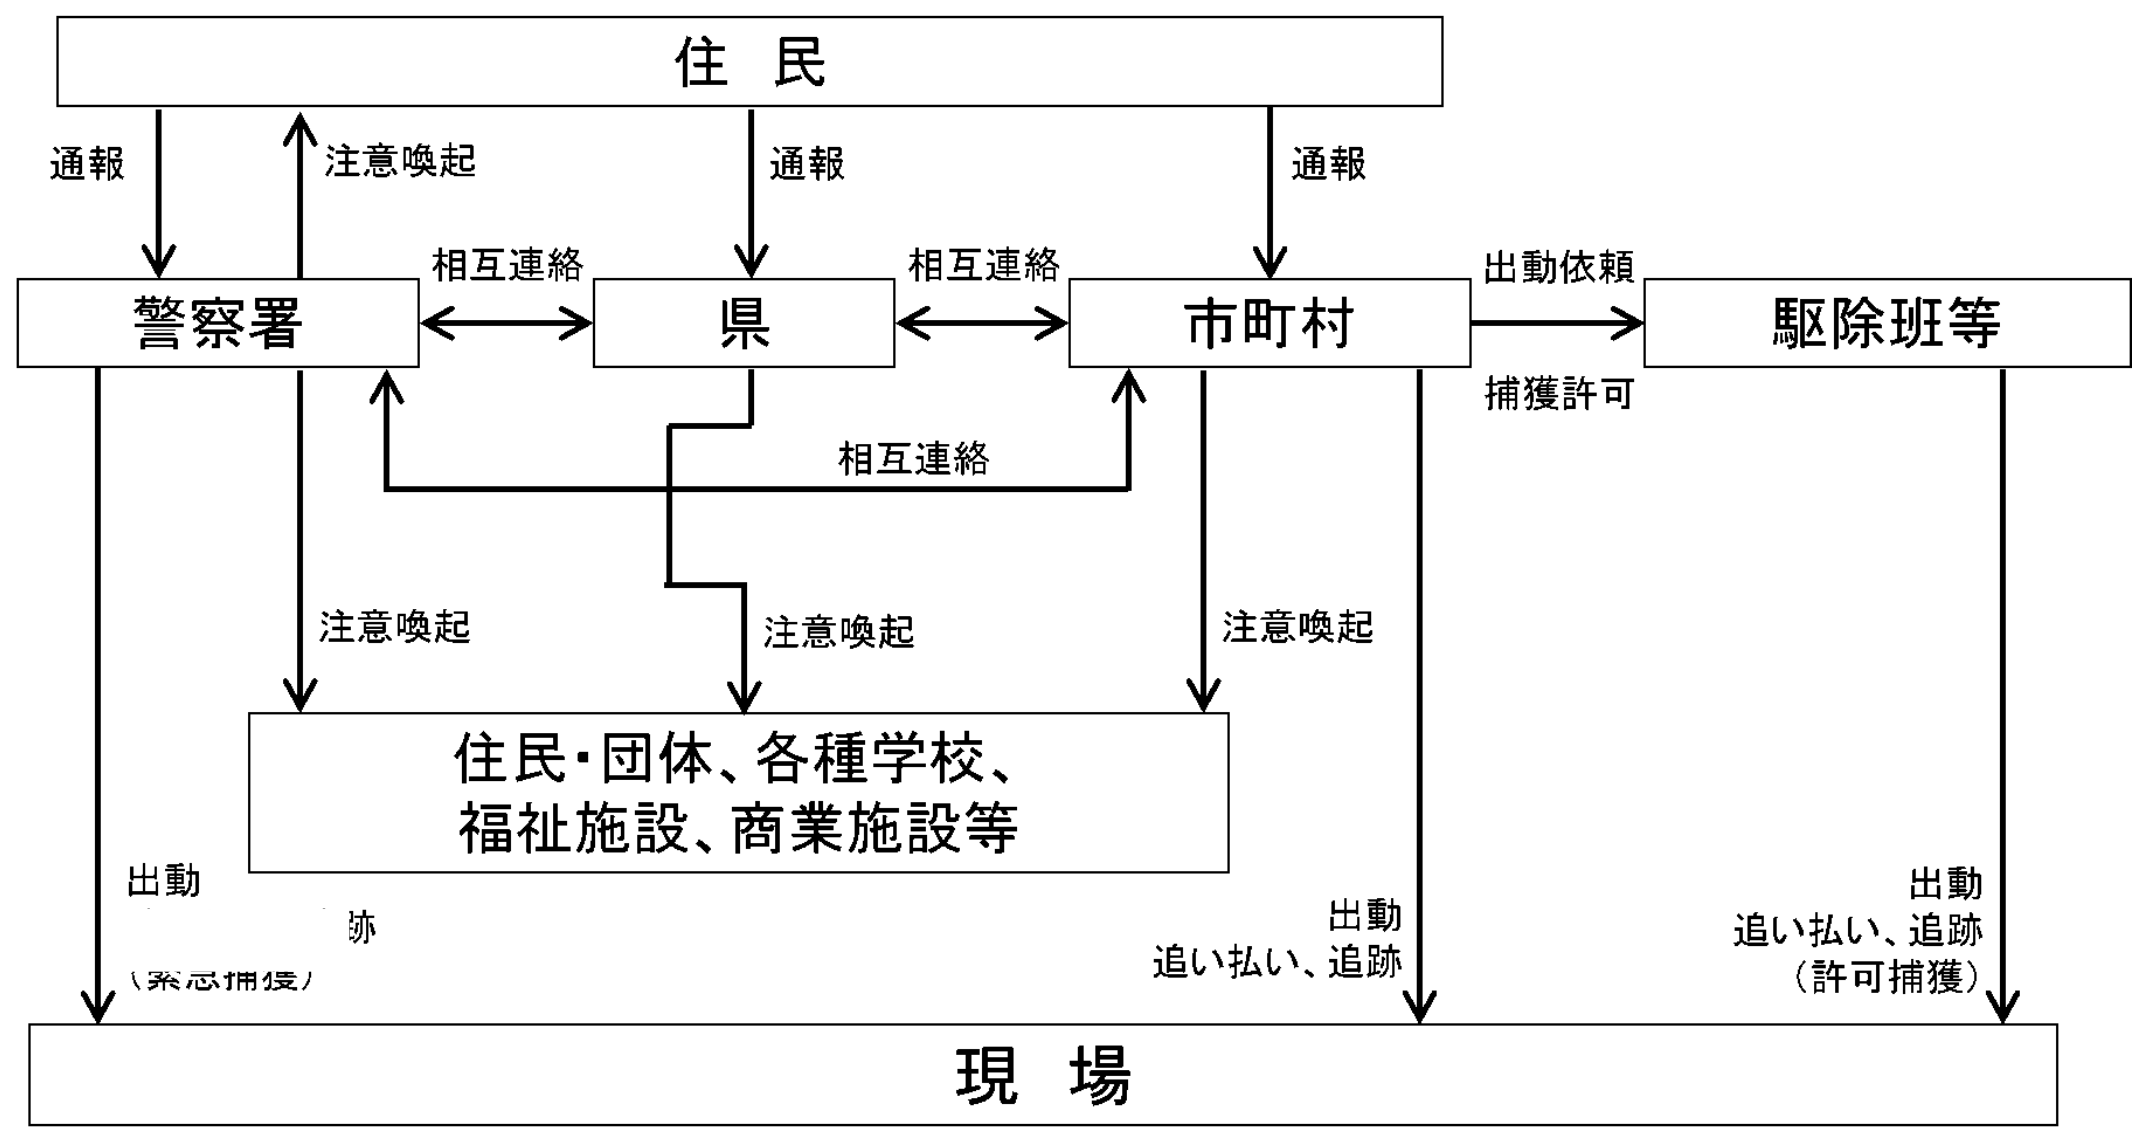 住　民
通報
注意喚起
通報
通報
相互連絡
相互連絡
出動依頼
警察署
県
市町村
駆除班等
捕獲許可
相互連絡
注意喚起
注意喚起
注意喚起
住民・団体、各種学校、
福祉施設、商業施設等
出動
跡
（緊急捕獲）
出動
追い払い、追跡
出動
追い払い、追跡
（許可捕獲）
現　場